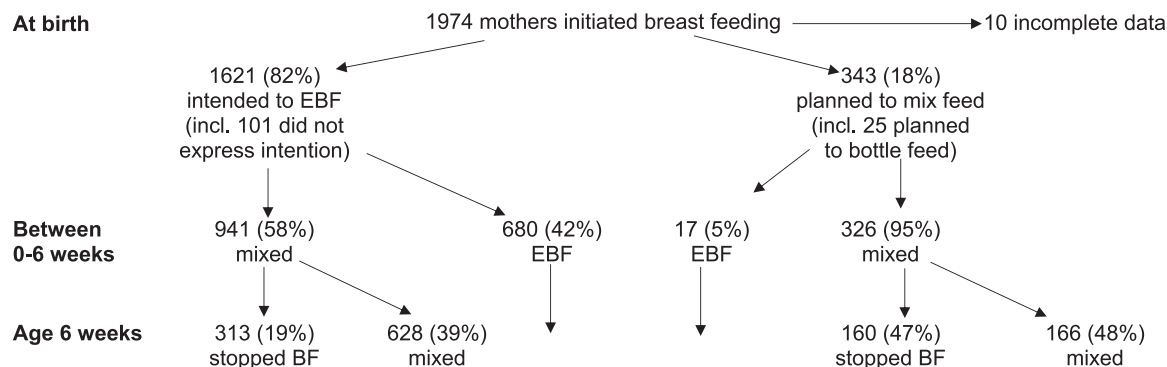 At birth
1974 mothers initiated breast feeding
10 incomplete data
1621 (82%)
intended to EBF
(incl. 101 did not
express intention)
343 (18%)
planned to mix feed
(incl. 25 planned
to bottle feed)
Between
0-6 weeks
941 (58%)
mixed
680 (42%)
EBF
17 (5%)
EBF
326 (95%)
mixed
Age 6 weeks
313 (19%)
stopped BF
628 (39%)
mixed
160 (47%)
stopped BF
166 (48%)
mixed